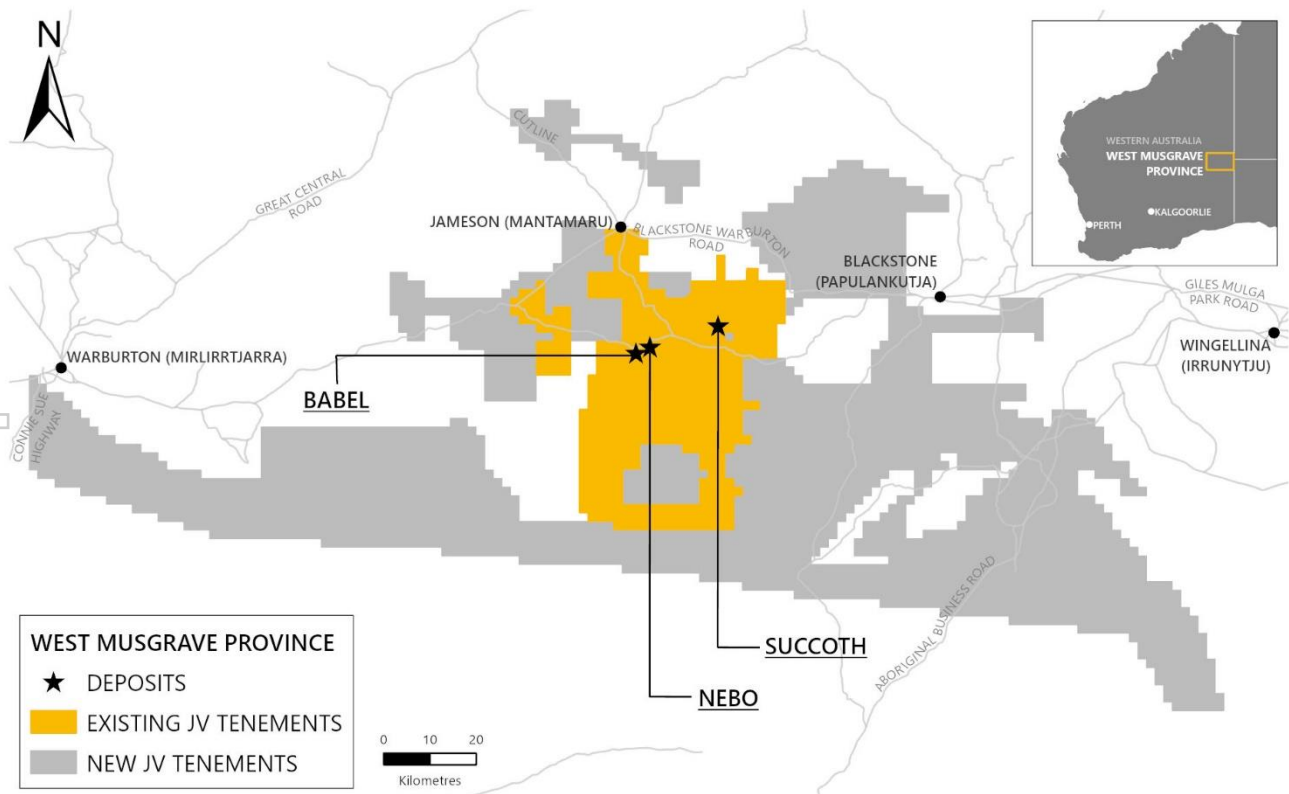 N
CUTLINE
GREAT CENTRAL
ROAD
JAMESON (MANTAMARU)
BLACKSTONE WARBURTON
ROAD
BLACKSTONE
(PAPULANKUTJA)
GILES MULGA
PARK ROAD
WINGELLINA
(IRRUNYTJU)
WARBURTON (MIRLIRRTJARRA)
BABEL
CONNIE SUE
HIGHWAY
SUCCOTH
NEBO
ABORIGINAL BUSINESS ROAD
WESTERN AUSTRALIA
WEST MUSGRAVE
PROVINCE
KALGOORLIE
PERTH
WEST MUSGRAVE PROVINCE
DEPOSITS
EXISTING JV TENEMENTS
NEW JV TENEMENTS
0 10 20
Kilometres